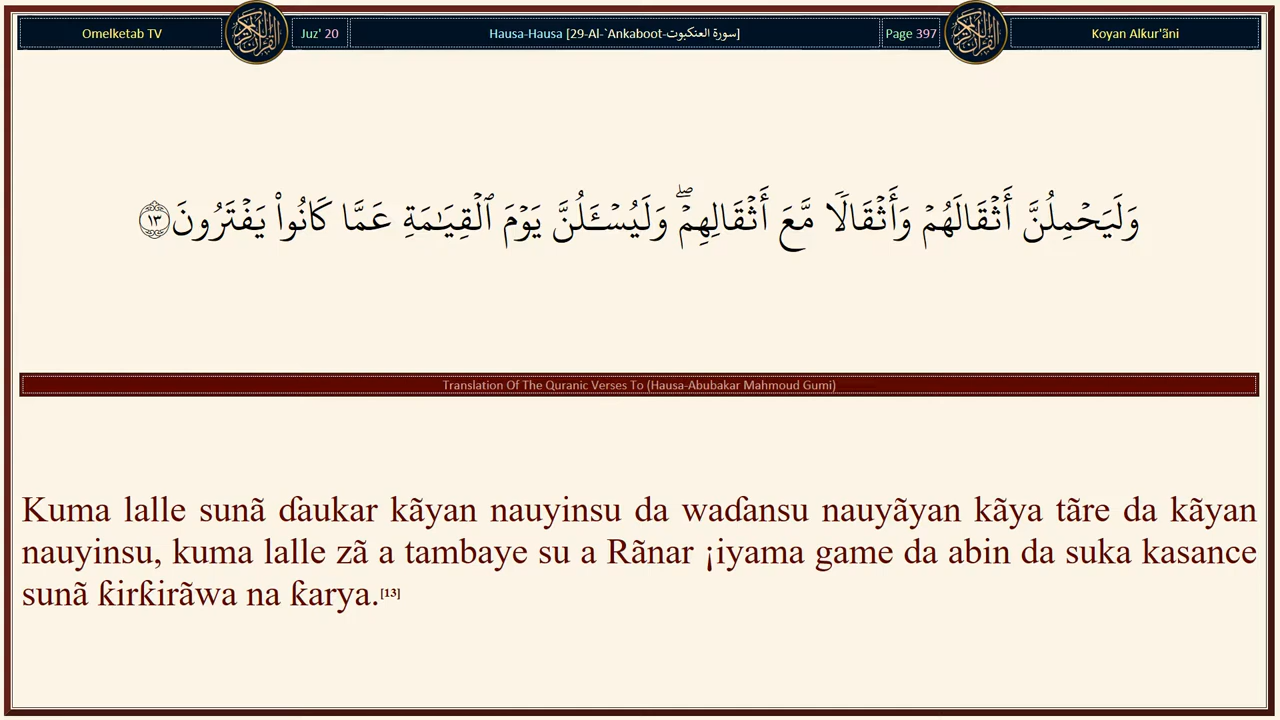 Omelketab TV
Juz' 20
Hausa-Hausa [29-Al-`Ankaboot-سورة العنكبوت]
Page 397
Koyan Alƙur'ãni
وَلَيَحۡمِلُنَّ أَثۡقَالَهُمۡ وَأَثۡقَالٗا مَّعَ أَثۡقَالِهِمۡۖ وَلَيُسۡـَٔلُنَّ يَوۡمَ ٱلۡقِيَٰمَةِ عَمَّا كَانُواْ يَفۡتَرُونَ ١٣
Translation Of The Quranic Verses To (Hausa-Abubakar Mahmoud Gumi)
Kuma lalle sunã ɗaukar kãyan nauyinsu da waɗansu nauyãyan kãya tãre da kãyan
nauyinsu, kuma lalle zã a tambaye su a Rãnar ¡iyama game da abin da suka kasance
sunã ƙirƙirãwa na ƙarya.[13]